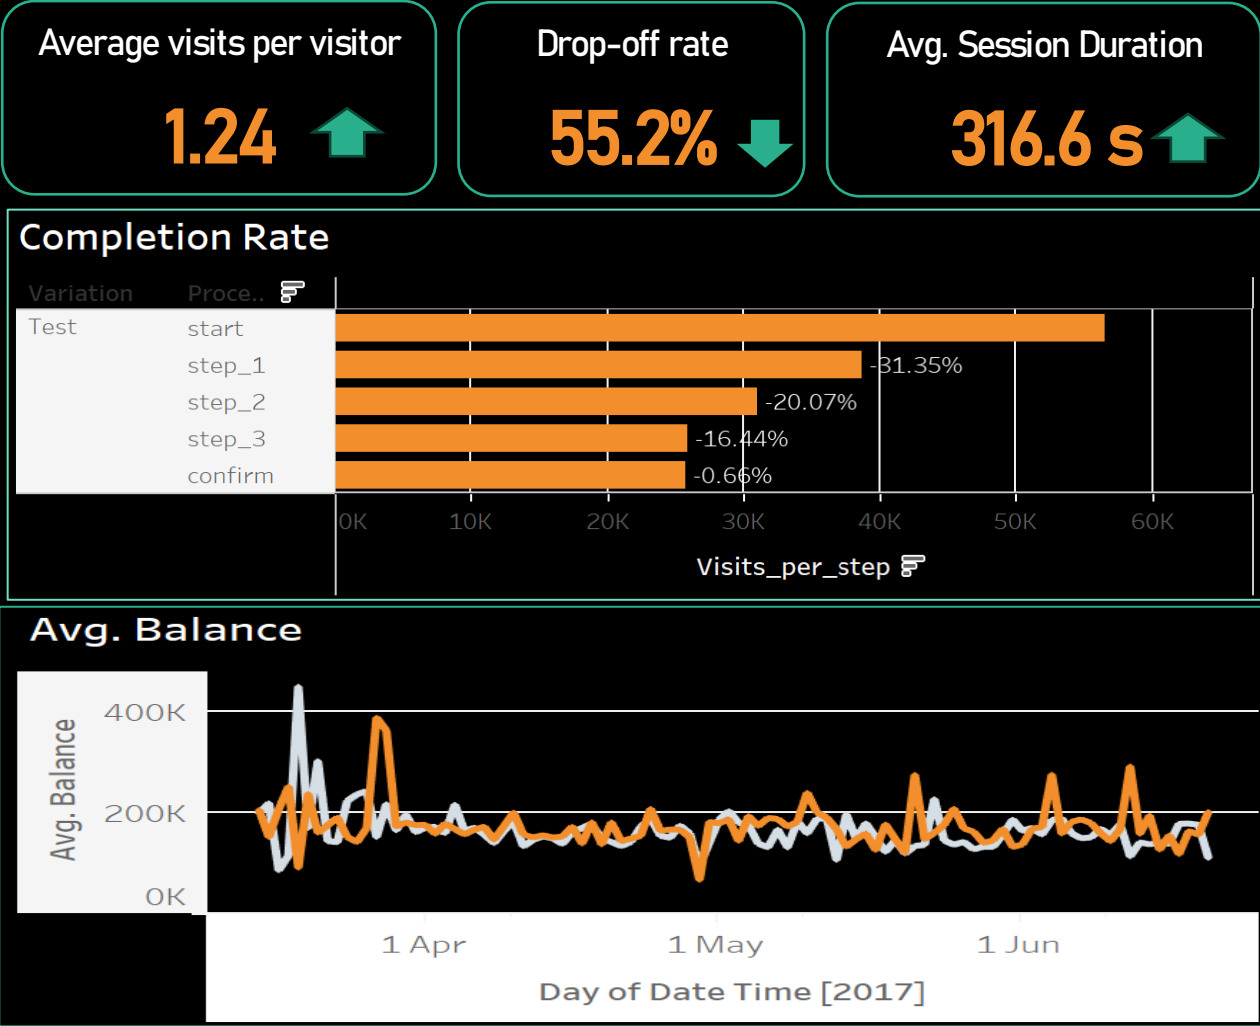 Average visits per visitor
1.24
Drop-off rate
55.2%
Avg. Session Duration
316.6 s
Completion Rate
Variation Proce..
Test start
step_1 -31.35%
step_2 -20.07%
step_3 -16.44%
confirm -0.66%
0K 10K 20K 30K 40K 50K 60K
Visits_per_step
Avg. Balance
Avg. Balance
400K
200K
0K
1 Apr 1 May 1 Jun
Day of Date Time [2017]